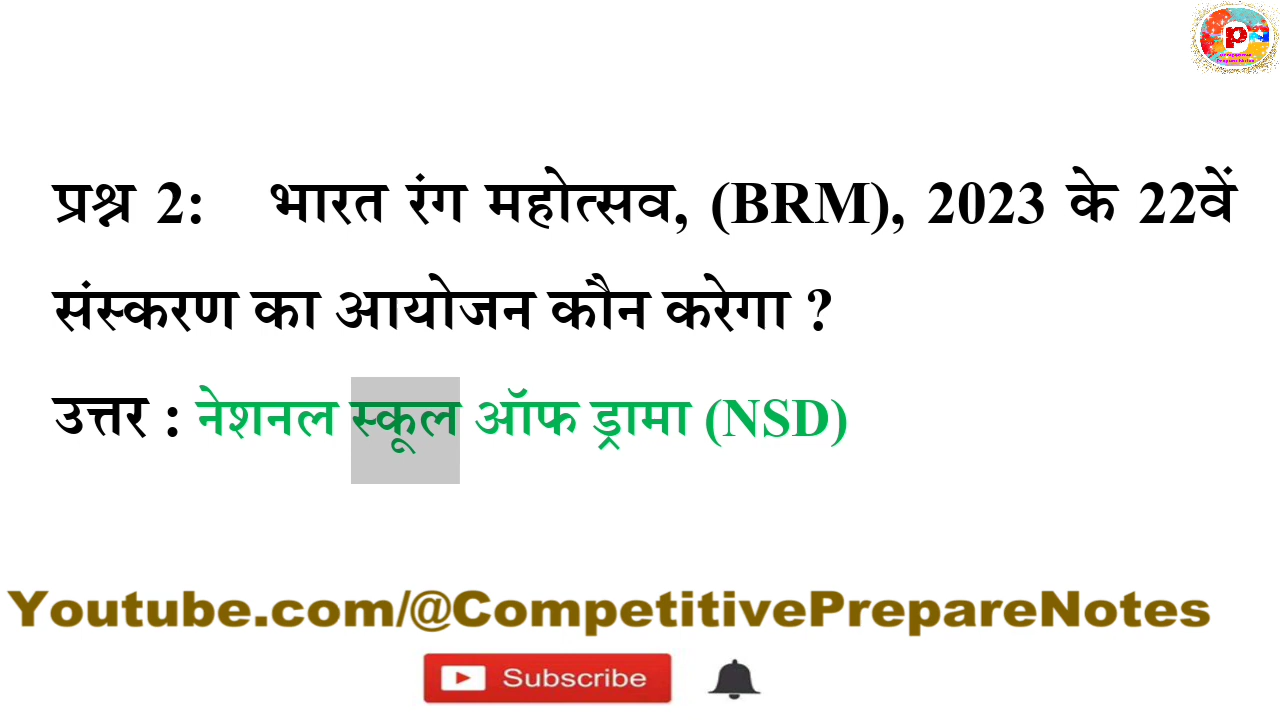 प्रश्न 2: भारत रंग महोत्सव, (BRM), 2023 के 22वें
संस्करण का आयोजन कौन करेगा ?
उत्तर : नेशनल स्कूल ऑफ ड्रामा (NSD)
Youtube.com/@CompetitivePrepareNotes
Subscribe